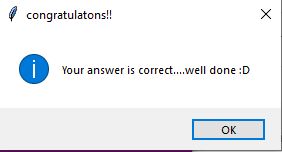 congratulatons!!
Your answer is correct....well done :D
OK